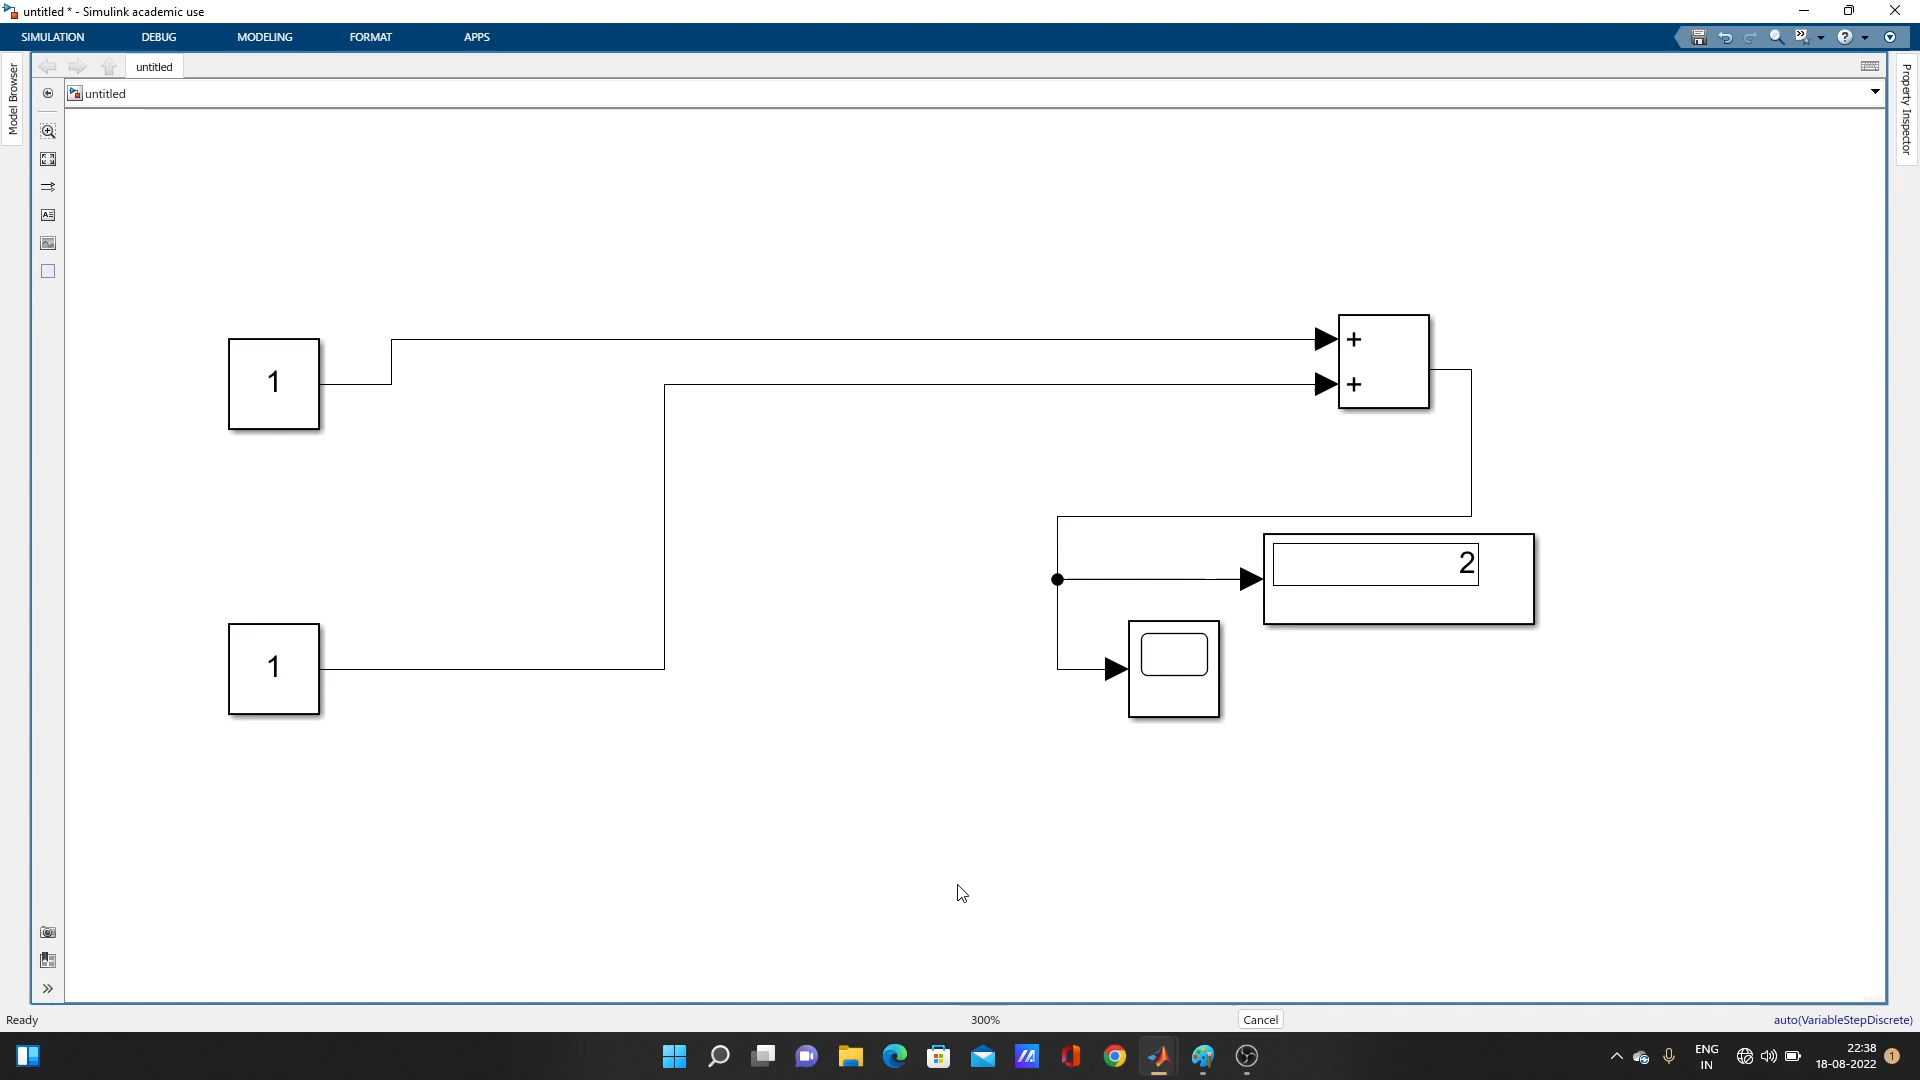 untitled * - Simulink academic use
SIMULATION DEBUG MODELING FORMAT APPS
untitled
Model Browser
untitled
Property Inspector
1
+
+
2
1
Ready 300% Cancel auto(VariableStepDiscrete)
ENG
IN
22:38
18-08-2022
1